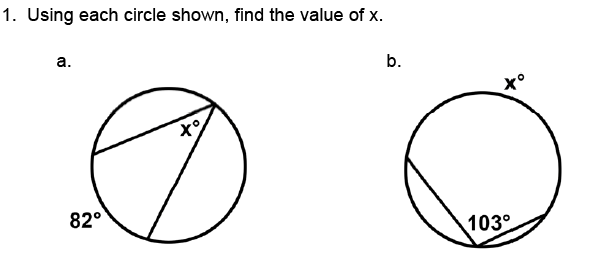 1. Using each circle shown, find the value of x.
a.
b.
x°
82°
x°
103°